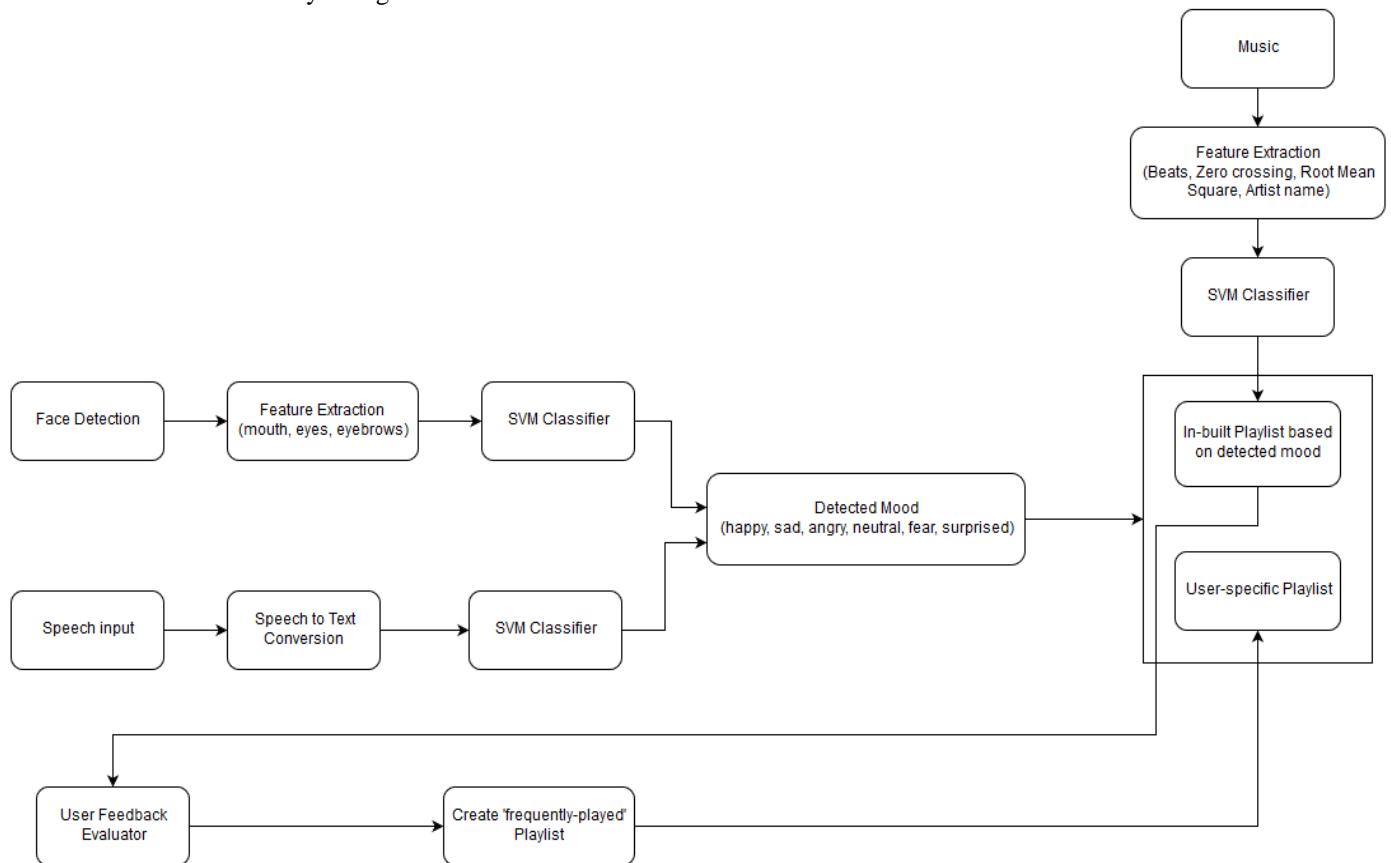 Music
Feature Extraction
(Beats, Zero crossing, Root Mean
Square, Artist name)
SVM Classifier
Face Detection
Feature Extraction
(mouth, eyes, eyebrows)
SVM Classifier
In-built Playlist based
on detected mood
Detected Mood
(happy, sad, angry, neutral, fear, surprised)
User-specific Playlist
Speech input
Speech to Text
Conversion
SVM Classifier
User Feedback
Evaluator
Create 'frequently-played'
Playlist